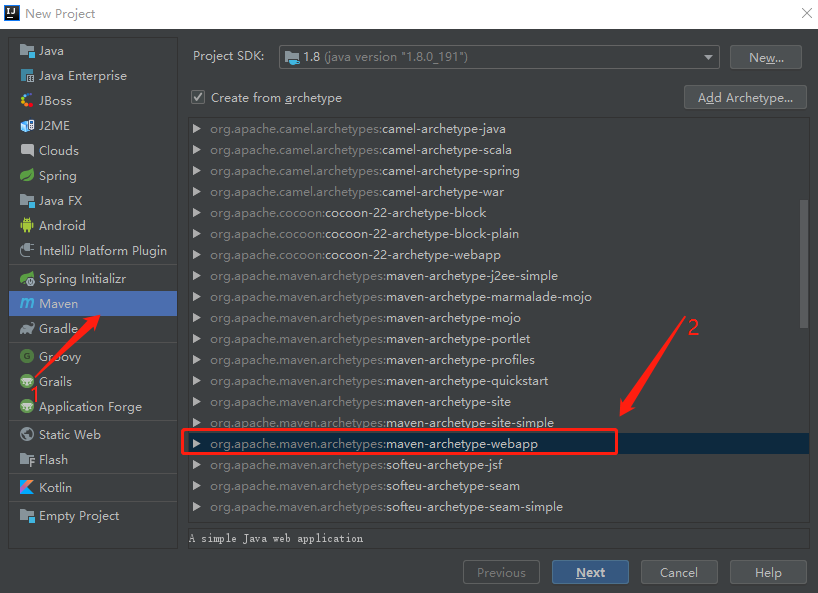 New Project
Java
Java Enterprise
JBoss
J2ME
Clouds
Spring
Java FX
Android
IntelliJ Platform Plugin
Spring Initializr
Maven
Gradle
Groovy
Grails
1
Application Forge
Static Web
Flash
Kotlin
Empty Project
Project SDK: 1.8 (java version "1.8.0_191") New...
Create from archetype Add Archetype...
org.apache.camel.archetypes:camel-archetype-java
org.apache.camel.archetypes:camel-archetype-scala
org.apache.camel.archetypes:camel-archetype-spring
org.apache.camel.archetypes:camel-archetype-war
org.apache.cocoon:cocoon-22-archetype-block
org.apache.cocoon:cocoon-22-archetype-block-plain
org.apache.cocoon:cocoon-22-archetype-webapp
org.apache.maven.archetypes:maven-archetype-j2ee-simple
org.apache.maven.archetypes:maven-archetype-marmalade-mojo
org.apache.maven.archetypes:maven-archetype-mojo
2
org.apache.maven.archetypes:maven-archetype-portlet
org.apache.maven.archetypes:maven-archetype-profiles
org.apache.maven.archetypes:maven-archetype-quickstart
org.apache.maven.archetypes:maven-archetype-site
org.apache.maven.archetypes:maven-archetype-site-simple
org.apache.maven.archetypes:maven-archetype-webapp
org.apache.maven.archetypes:softeu-archetype-jsf
org.apache.maven.archetypes:softeu-archetype-seam
org.apache.maven.archetypes:softeu-archetype-seam-simple
A simple Java web application
Previous Next Cancel Help